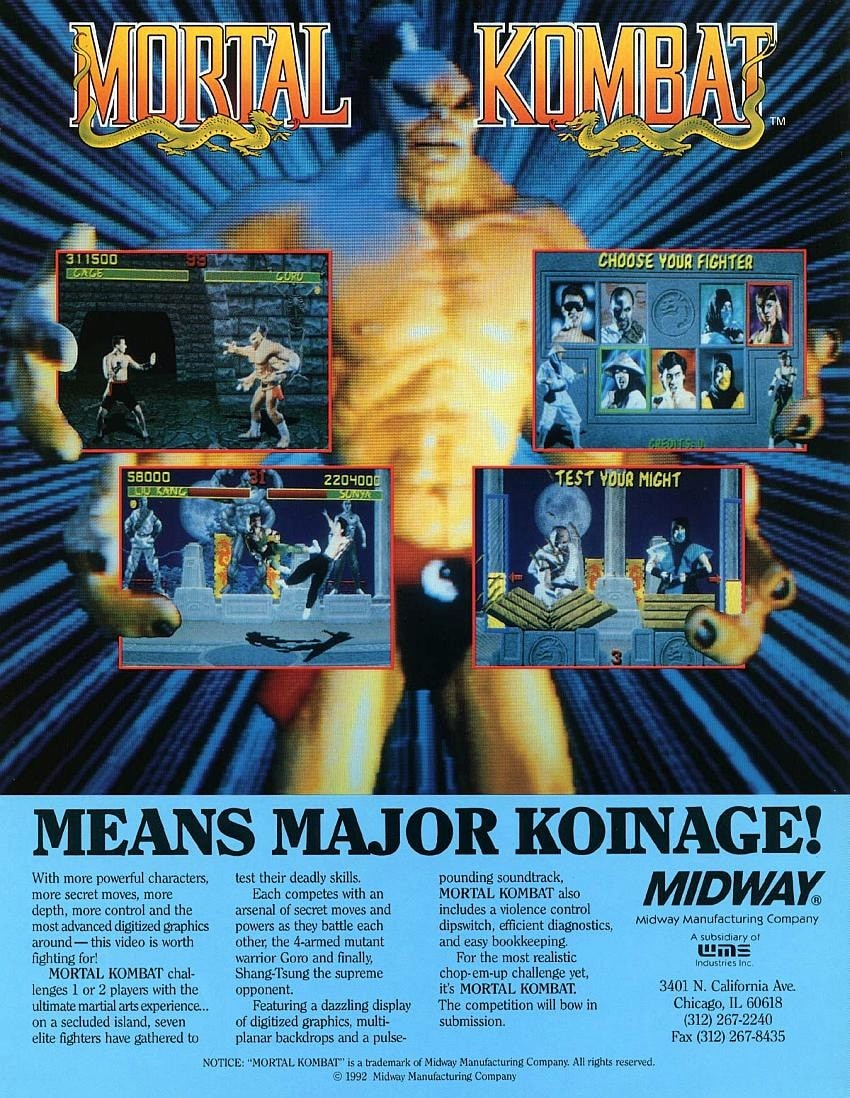 MORTAL KOMBAT™
311500 99
CAGE GORO
CHOOSE YOUR FIGHTER
CREDITS: 0
58000 31 2204000
LIU KANG SONYA
TEST YOUR MIGHT
3
MEANS MAJOR KOINAGE!
With more powerful characters,
more secret moves, more
depth, more control and the
most advanced digitized graphics
around — this video is worth
fighting for!
MORTAL KOMBAT chal-
lenges 1 or 2 players with the
ultimate martial arts experience...
on a secluded island, seven
elite fighters have gathered to
test their deadly skills.
Each competes with an
arsenal of secret moves and
powers as they battle each
other, the 4-armed mutant
warrior Goro and finally,
Shang-Tsung the supreme
opponent.
Featuring a dazzling display
of digitized graphics, multi-
planar backdrops and a pulse-
pounding soundtrack,
MORTAL KOMBAT also
includes a violence control
dipswitch, efficient diagnostics,
and easy bookkeeping.
For the most realistic
chop-em-up challenge yet,
it's MORTAL KOMBAT.
The competition will bow in
submission.
MIDWAY®
Midway Manufacturing Company
A subsidiary of
WMS
Industries Inc.
3401 N. California Ave.
Chicago, IL 60618
(312) 267-2240
Fax (312) 267-8435
NOTICE: "MORTAL KOMBAT" is a trademark of Midway Manufacturing Company. All rights reserved.
© 1992 Midway Manufacturing Company